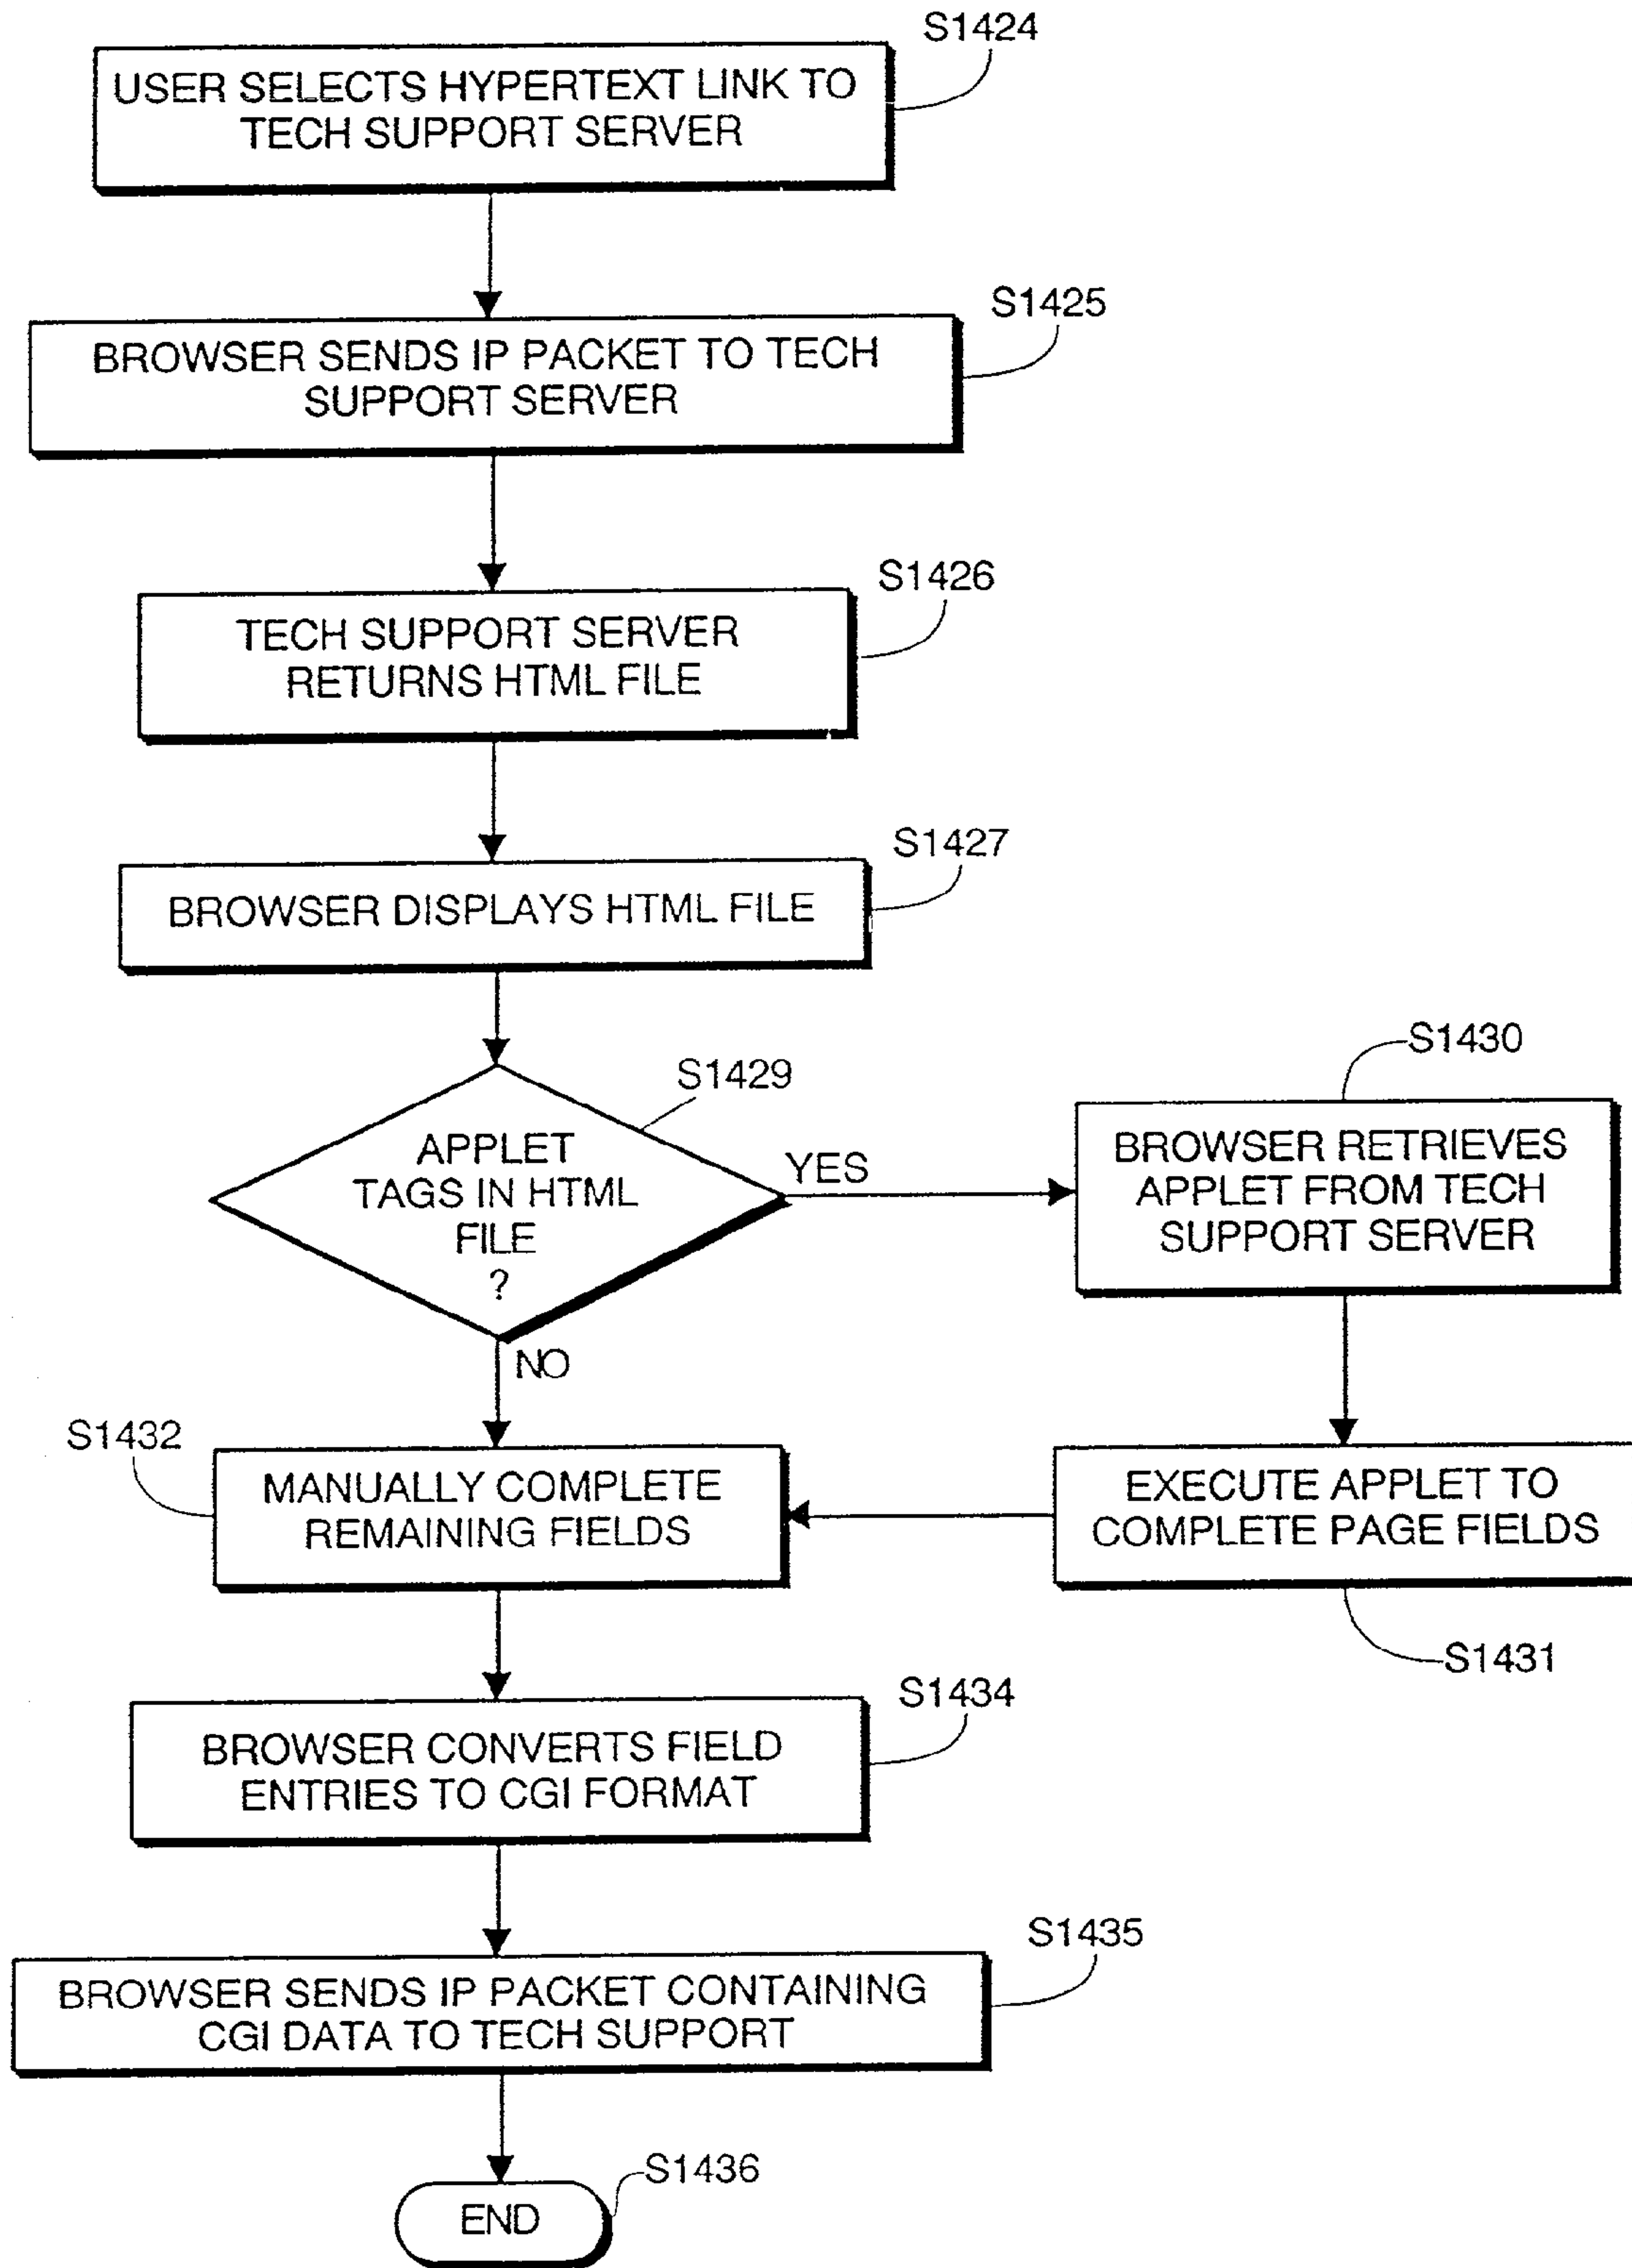 S1424
USER SELECTS HYPERTEXT LINK TO
TECH SUPPORT SERVER
S1425
BROWSER SENDS IP PACKET TO TECH
SUPPORT SERVER
S1426
TECH SUPPORT SERVER
RETURNS HTML FILE
S1427
BROWSER DISPLAYS HTML FILE
S1429
APPLET
TAGS IN HTML
FILE
?
YES
NO
S1430
BROWSER RETRIEVES
APPLET FROM TECH
SUPPORT SERVER
EXECUTE APPLET TO
COMPLETE PAGE FIELDS
S1431
S1432
MANUALLY COMPLETE
REMAINING FIELDS
S1434
BROWSER CONVERTS FIELD
ENTRIES TO CGI FORMAT
S1435
BROWSER SENDS IP PACKET CONTAINING
CGI DATA TO TECH SUPPORT
S1436
END